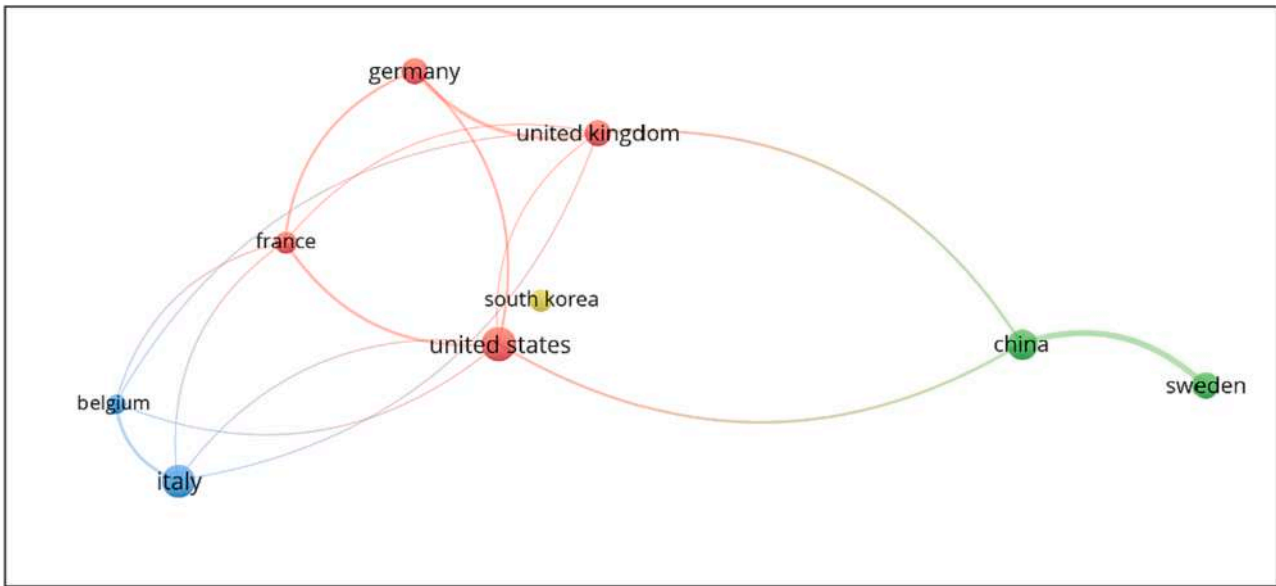 germany
united kingdom
france
south korea
united states
china
sweden
belgium
italy